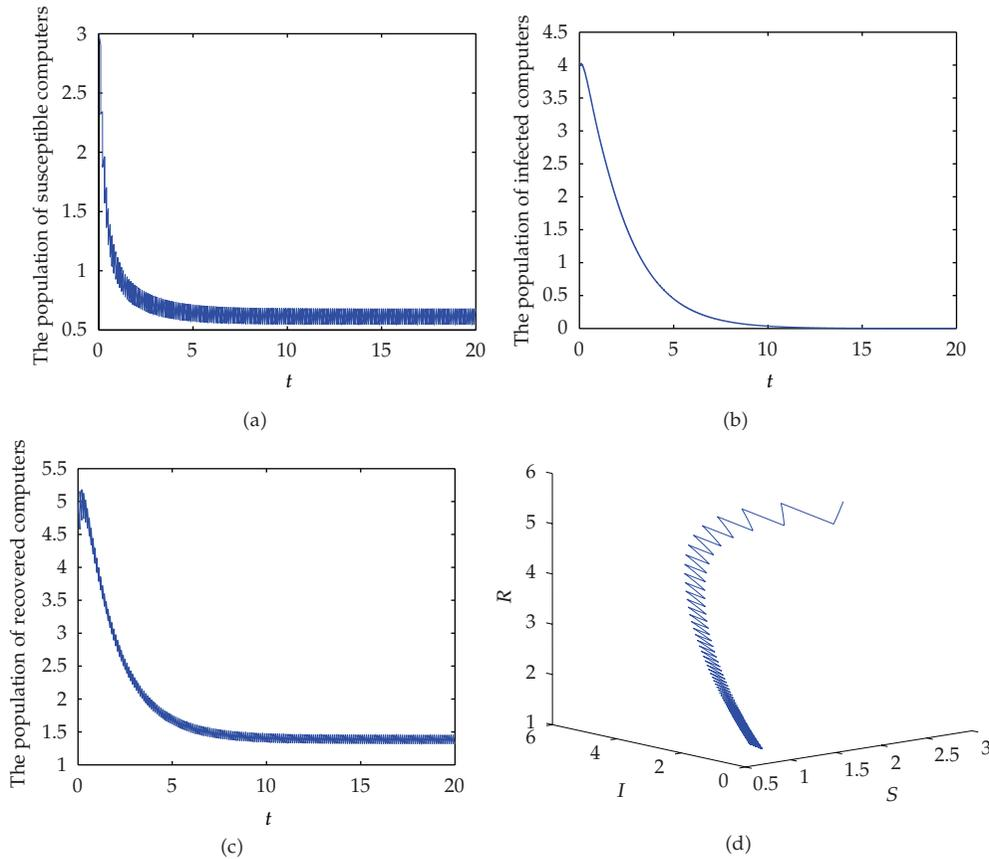 The population of susceptible computers
3
2.5
2
1.5
1
0.5
0 5 10 15 20
t
(a)
The population of infected computers
4.5
4
3.5
3
2.5
2
1.5
1
0.5
0
0 5 10 15 20
t
(b)
The population of recovered computers
5.5
5
4.5
4
3.5
3
2.5
2
1.5
1
0 5 10 15 20
t
(c)
R
6
5
4
3
2
1
6 4 2 0
I
0.5 1 1.5 2 2.5 3
S
(d)